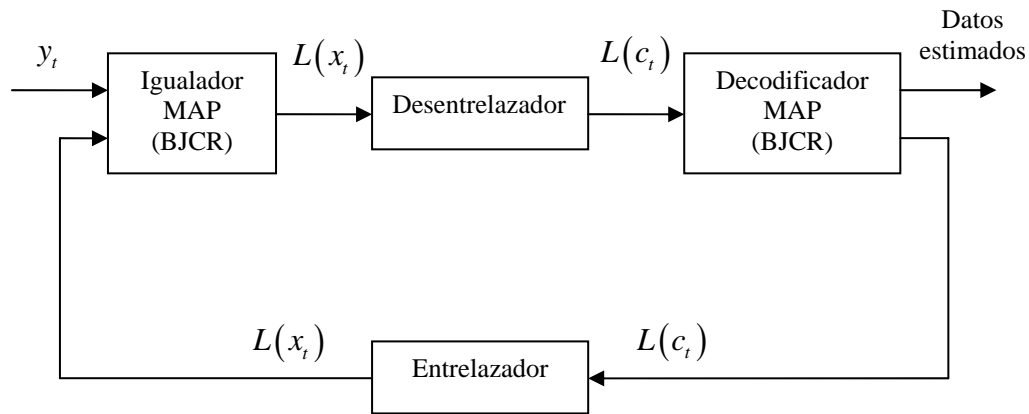 Datos
estimados
y_t
L(x_t)
L(c_t)
Igualador
MAP
(BJCR)
Desentrelazador
Decodificador
MAP
(BJCR)
L(x_t)
Entrelazador
L(c_t)